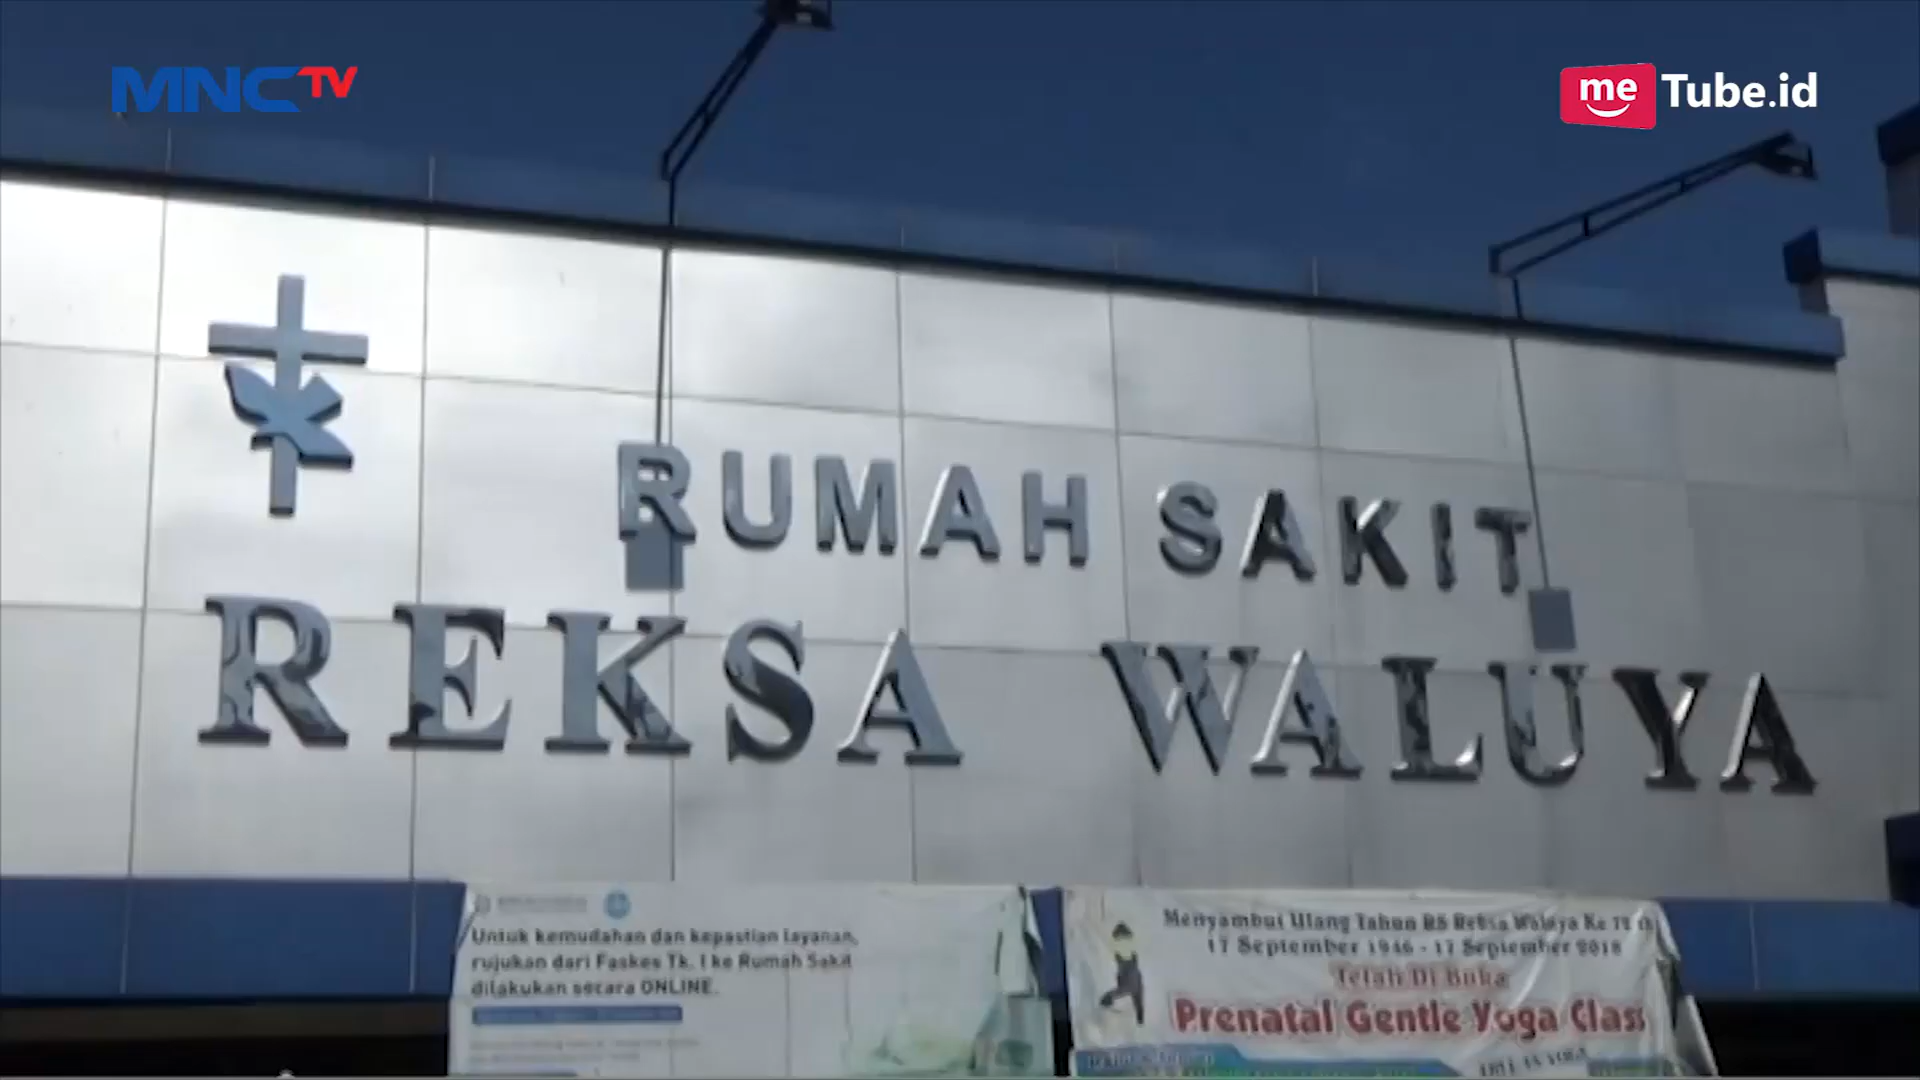 MNCTV
me Tube.id
RUMAH SAKIT
REKSA WALUYA
Untuk kemudahan dan kepastian layanan,
rujukan dari Faskes Tk. I ke Rumah Sakit
dilakukan secara ONLINE.
Menyambut Ulang Tahun RS Reksa Waluya Ke 72
17 September 1946 - 17 September 2018
Telah Di Buka
Prenatal Gentle Yoga Class